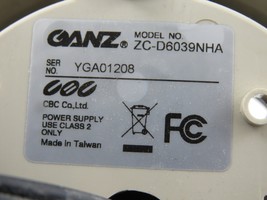 GANZ® MODEL NO.
ZC-D6039NHA
SER
NO. YGA01208
CBC Co,.Ltd.
POWER SUPPLY
USE CLASS 2
ONLY
Made in Taiwan
FC